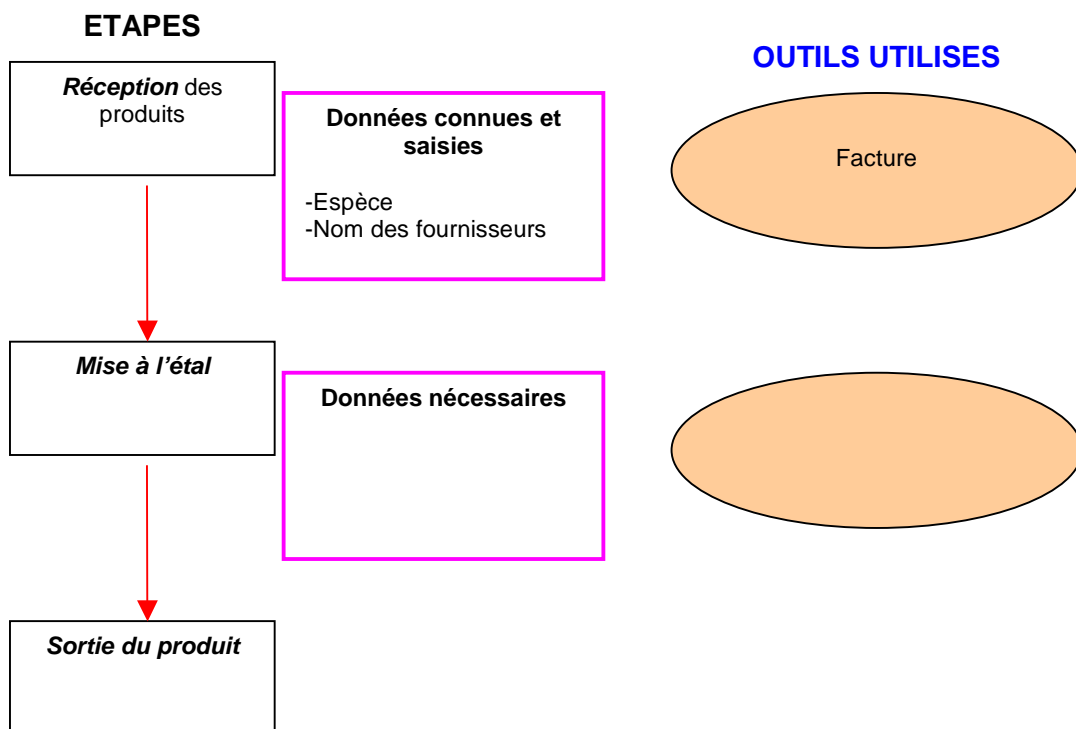 ETAPES
OUTILS UTILISES
Réception des
produits
Données connues et
saisies
-Espèce
-Nom des fournisseurs
Facture
Mise à l’étal
Données nécessaires
Sortie du produit